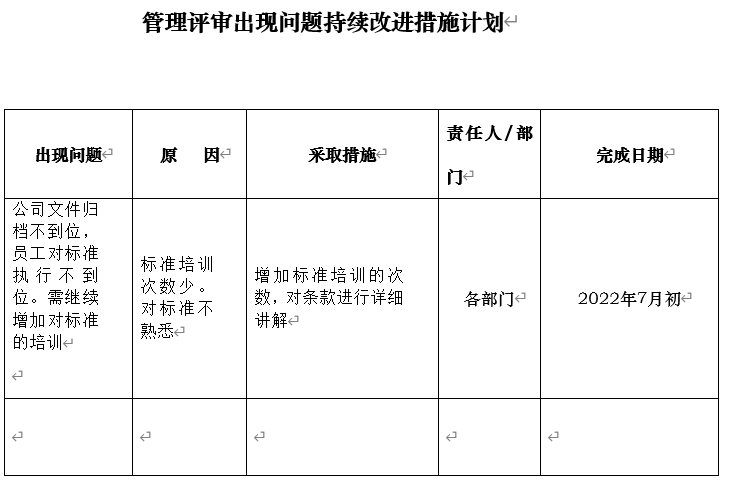 管理评审出现问题持续改进措施计划
出现问题
原 因
采取措施
责任人/部
门
完成日期
公司文件归
档不到位，
员工对标准
执行不到
位。需继续
增加对标准
的培训
标准培训
次数少。
对标准不
熟悉
增加标准培训的次
数，对条款进行详细
讲解
各部门
2022年7月初